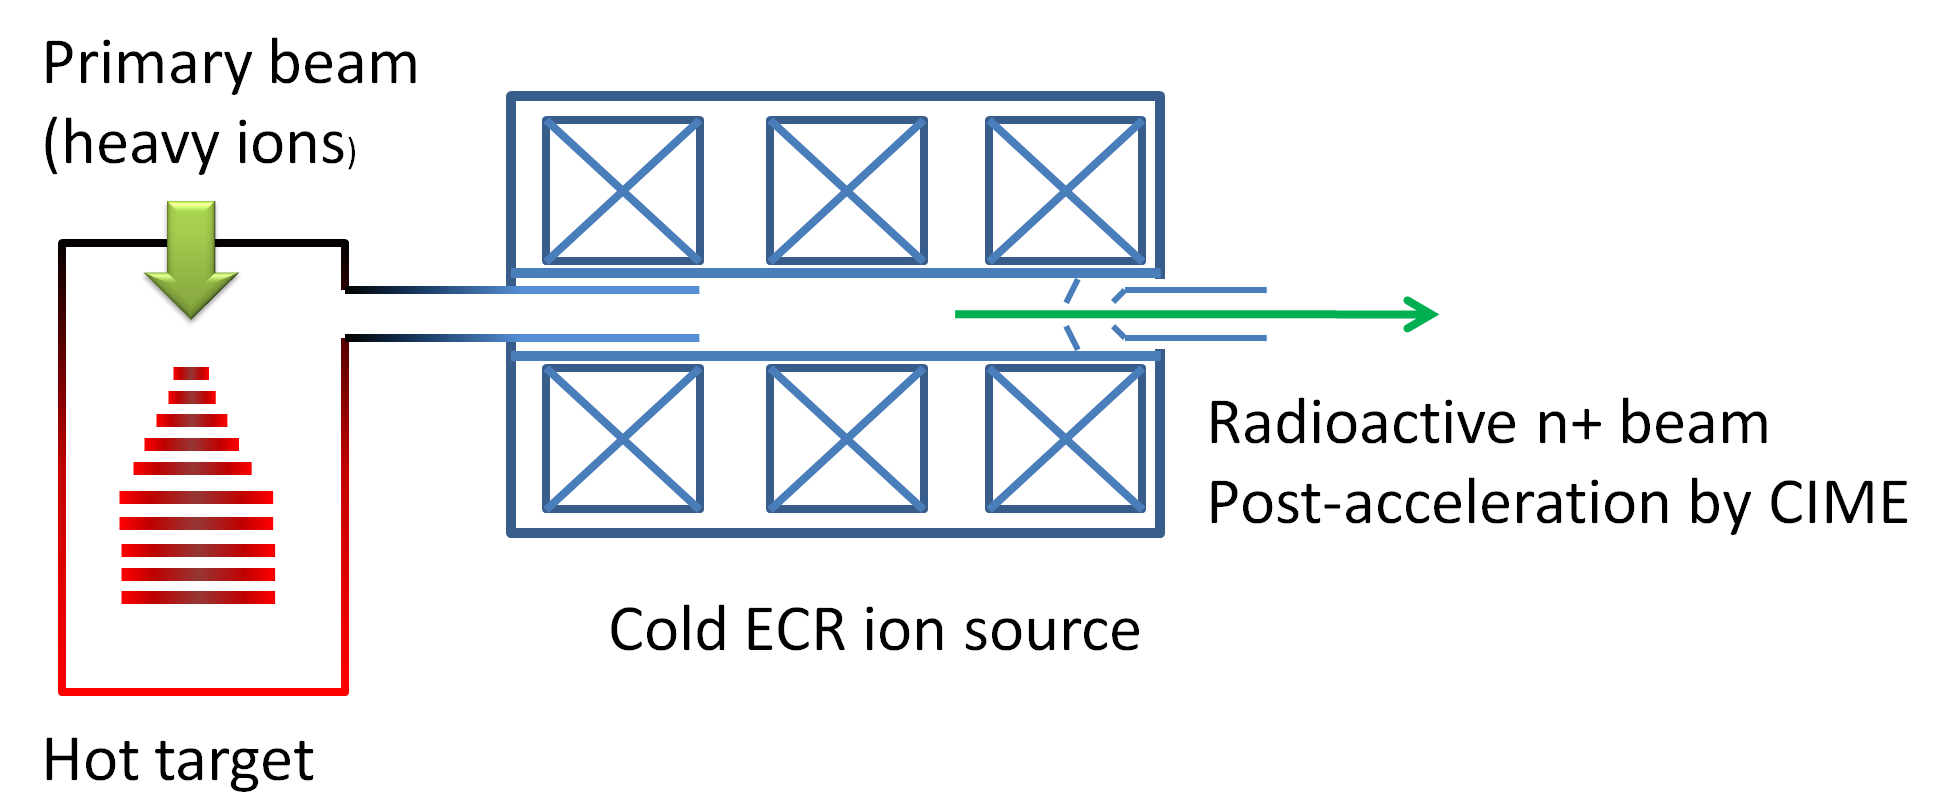 Primary beam
(heavy ions)
Radioactive n+ beam
Post-acceleration by CIME
Cold ECR ion source
Hot target